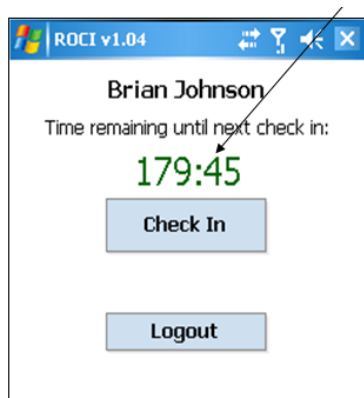 ROCI v1.04
Brian Johnson
Time remaining until next check in:
179:45
Check In
Logout